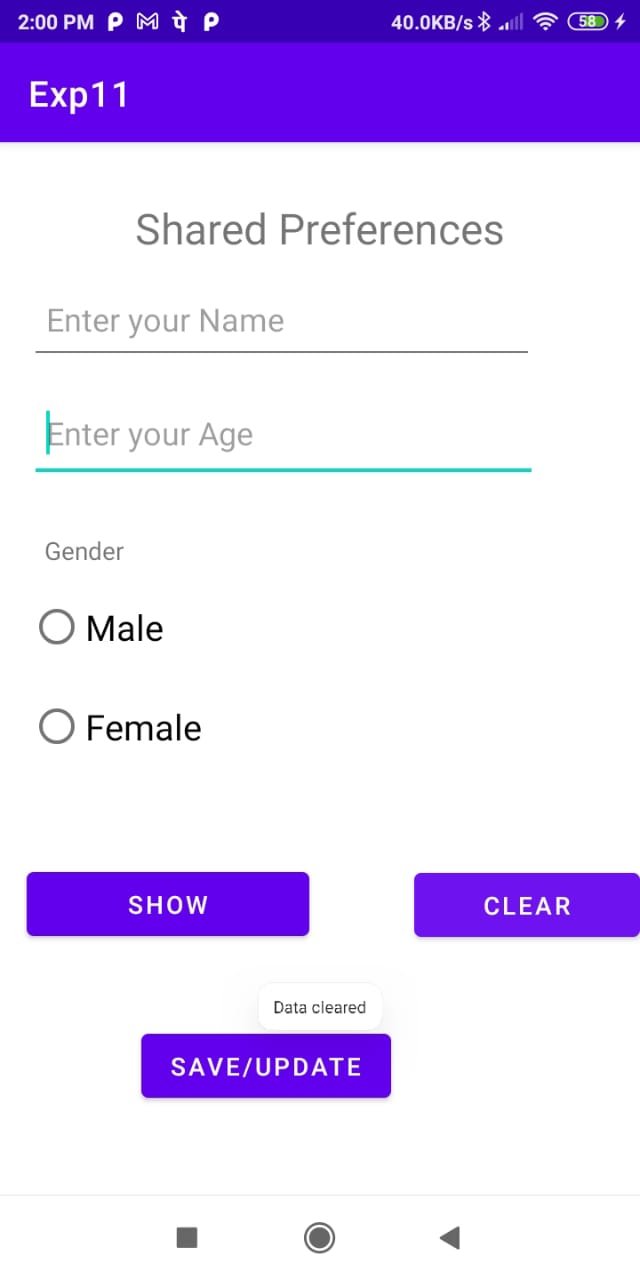 2:00 PM 40.0KB/s 58
Exp11
Shared Preferences
Enter your Name
Enter your Age
Gender
Male
Female
SHOW CLEAR
Data cleared
SAVE/UPDATE